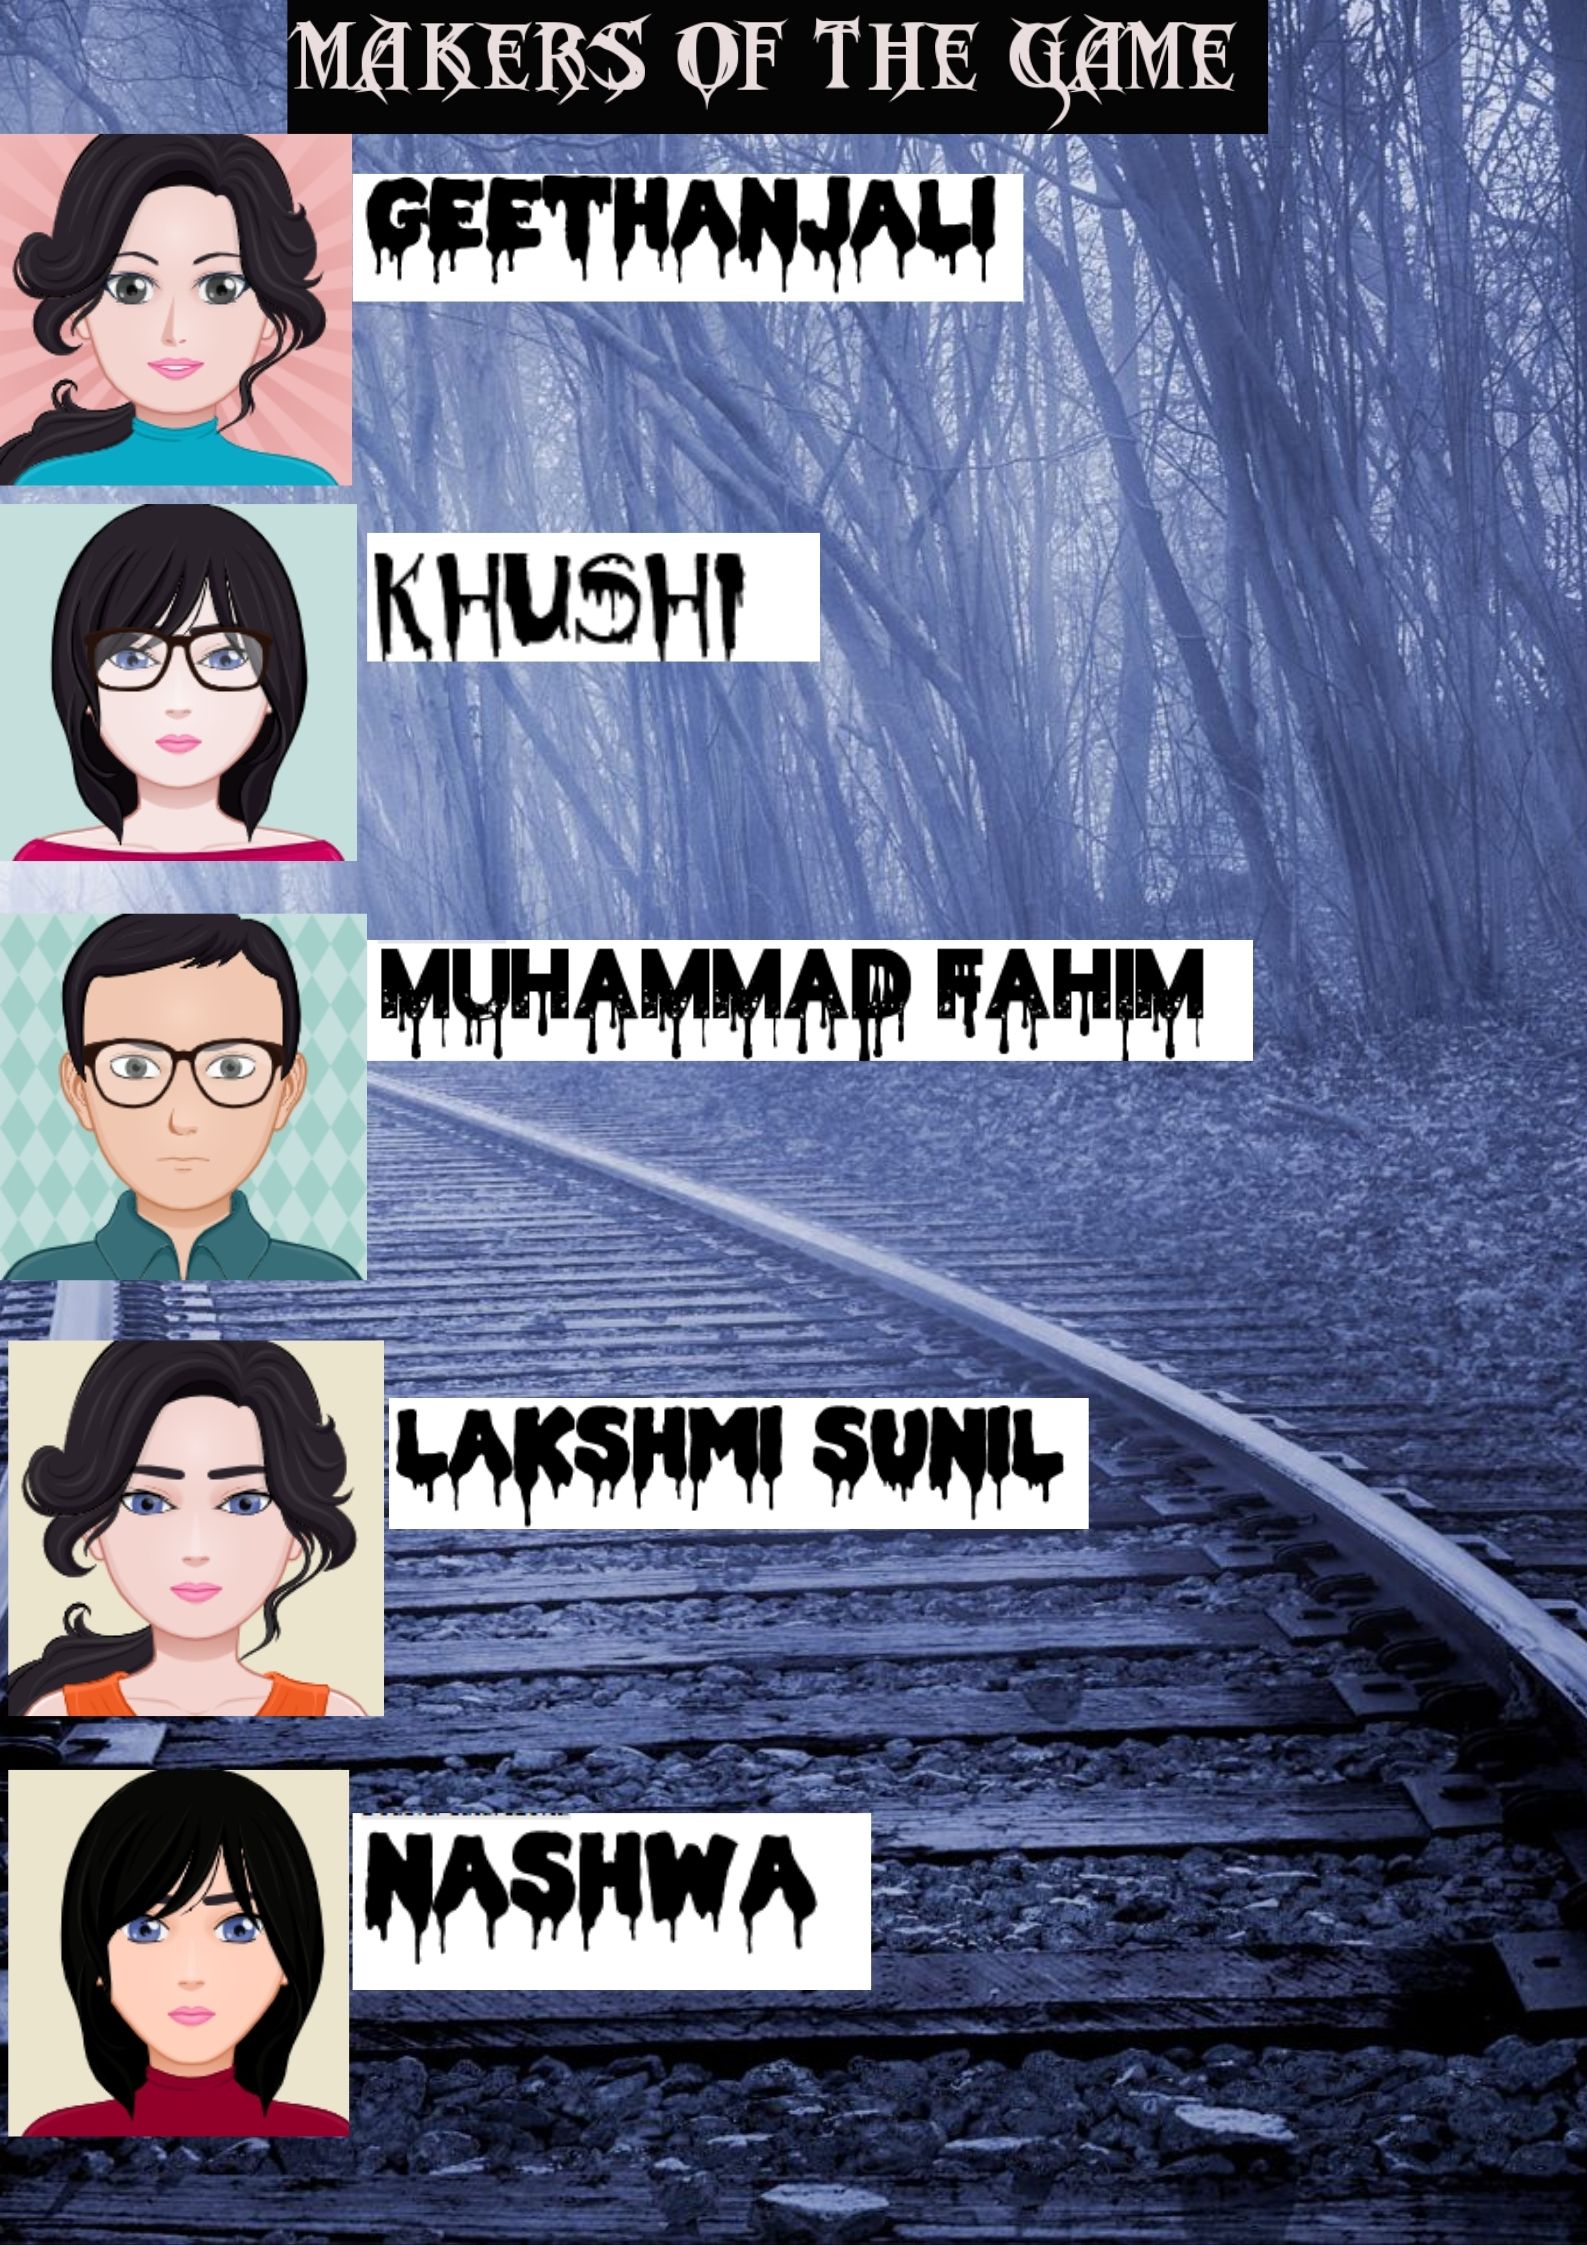 MAKERS OF THE GAME
GEETHANJALI
KHUSHI
MUHAMMAD FAHIM
LAKSHMI SUNIL
NASHWA